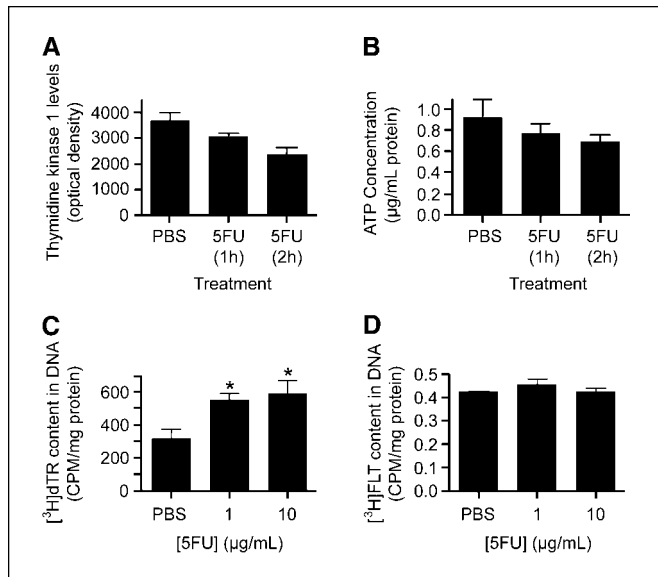 A
Thymidine kinase 1 levels
(optical density)
4000
3000
2000
1000
0
PBS
5FU
(1h)
5FU
(2h)
Treatment
B
ATP Concentration
(μg/mL protein)
1.0
0.8
0.6
0.4
0.2
0.0
PBS
5FU
(1h)
5FU
(2h)
Treatment
C
[³H]dTR content in DNA
(CPM/mg protein)
600
400
200
0
*
*
PBS
1
10
[5FU] (μg/mL)
D
[³H]FLT content in DNA
(CPM/mg protein)
0.5
0.4
0.3
0.2
0.1
0.0
PBS
1
10
[5FU] (μg/mL)